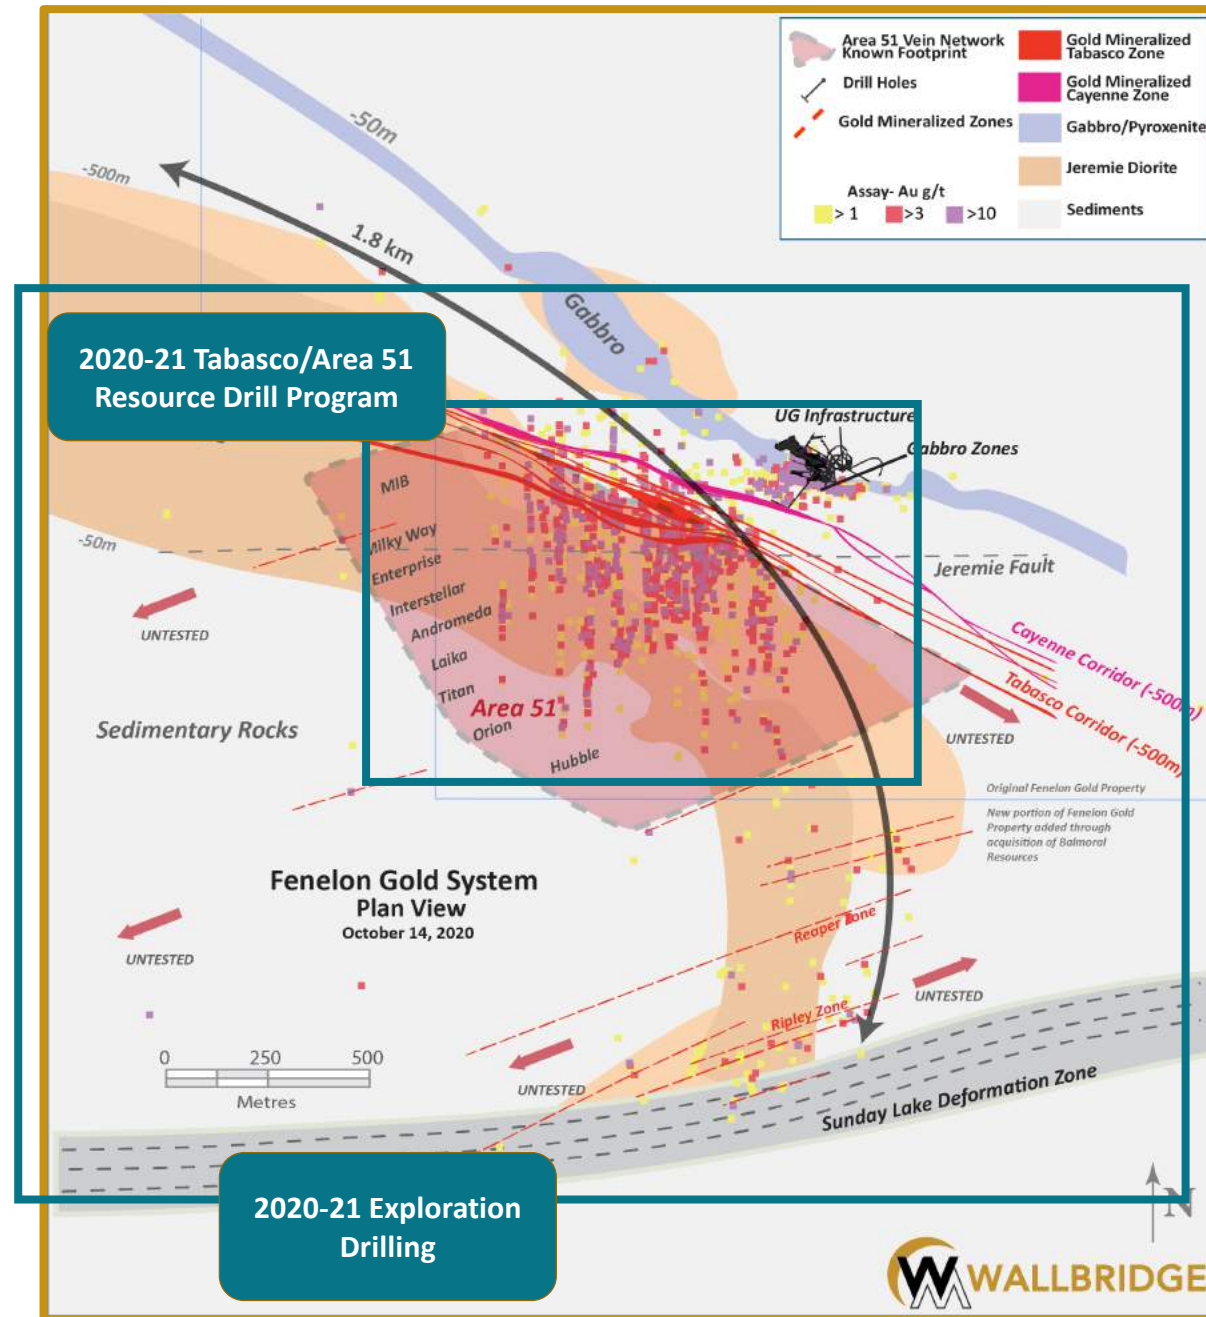 Area 51 Vein Network
Known Footprint
Drill Holes
Gold Mineralized Zones
Assay- Au g/t
> 1
>3
>10
Gold Mineralized
Tabasco Zone
Gold Mineralized
Cayenne Zone
Gabbro/Pyroxenite
Jeremie Diorite
Sediments
-50m
-500m
1.8 km
Gabbro
2020-21 Tabasco/Area 51
Resource Drill Program
UG Infrastructure
Gabbro Zones
MIB
Milky Way
Enterprise
Interstellar
Andromeda
Laika
Titan
Orion
Hubble
Area 51
-50m
Jeremie Fault
UNTESTED
Cayenne Corridor (-500m)
Tabasco Corridor (-500m)
Sedimentary Rocks
UNTESTED
Original Fenelon Gold Property
New portion of Fenelon Gold
Property added through
acquisition of Balmoral
Resources
Fenelon Gold System
Plan View
October 14, 2020
Reaper Zone
UNTESTED
UNTESTED
Ripley Zone
0 250 500
Metres
UNTESTED
Sunday Lake Deformation Zone
2020-21 Exploration
Drilling
N
WALLBRIDGE